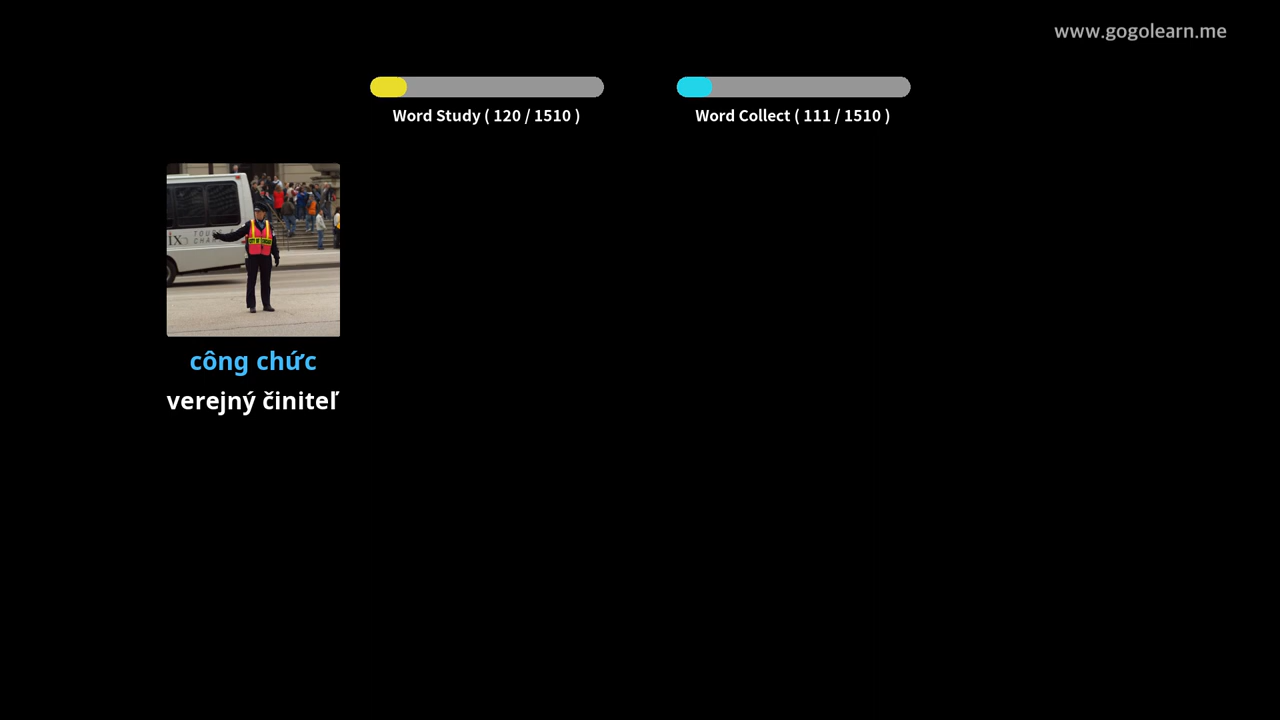 www.gogolearn.me
Word Study ( 120 / 1510 )
Word Collect ( 111 / 1510 )
công chức
verejný činiteľ